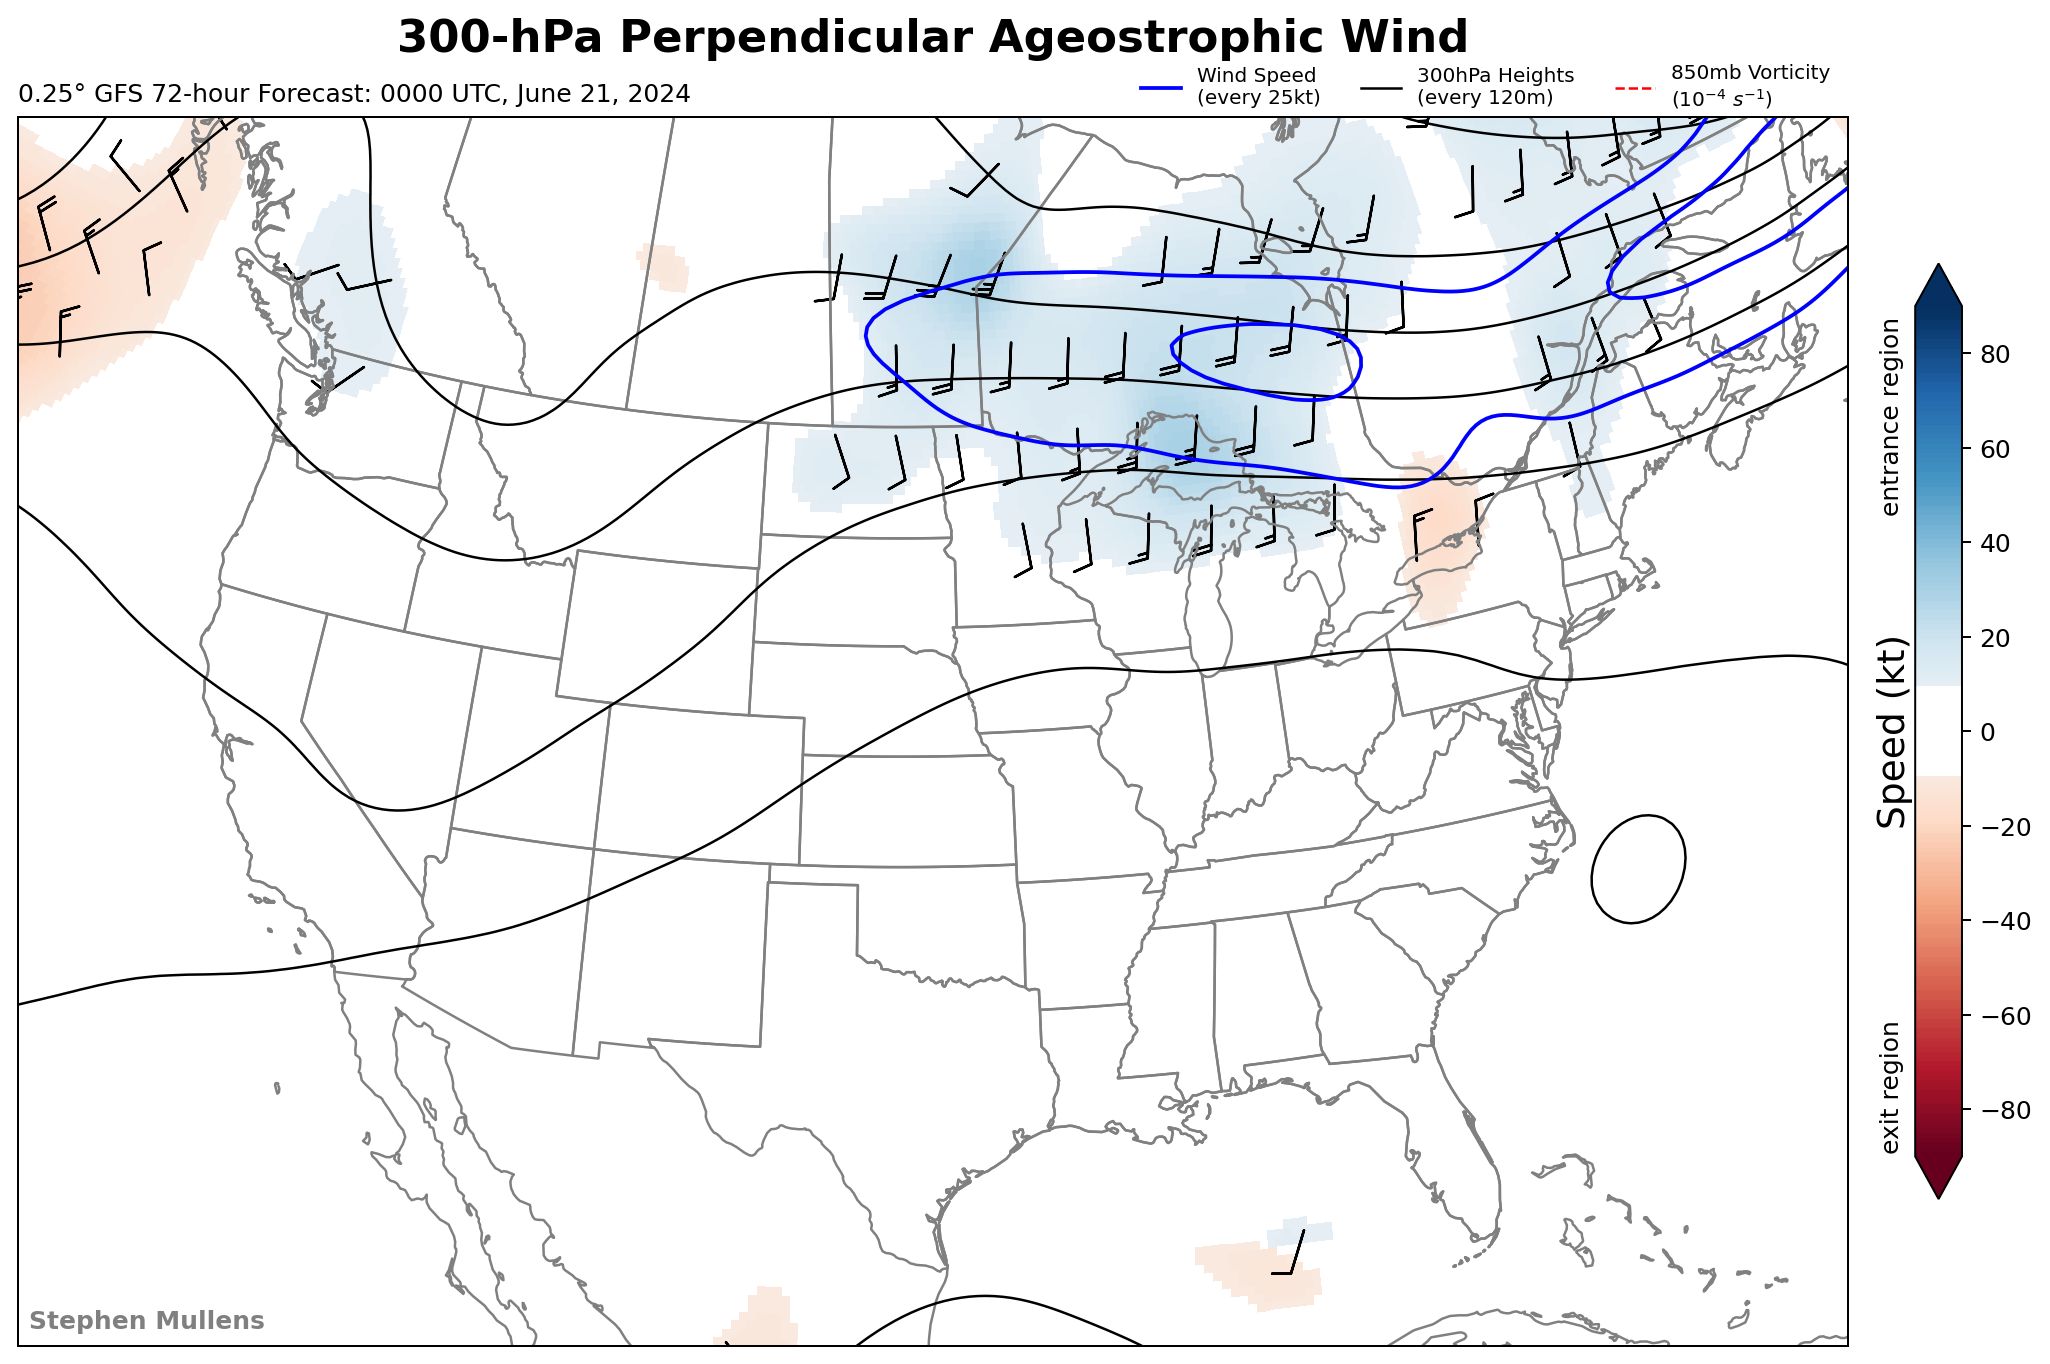 300-hPa Perpendicular Ageostrophic Wind
0.25° GFS 72-hour Forecast: 0000 UTC, June 21, 2024
Wind Speed
(every 25kt)
300hPa Heights
(every 120m)
850mb Vorticity
(10⁻⁴ s⁻¹)
entrance region
Speed (kt)
exit region
80
60
40
20
0
−20
−40
−60
−80
Stephen Mullens